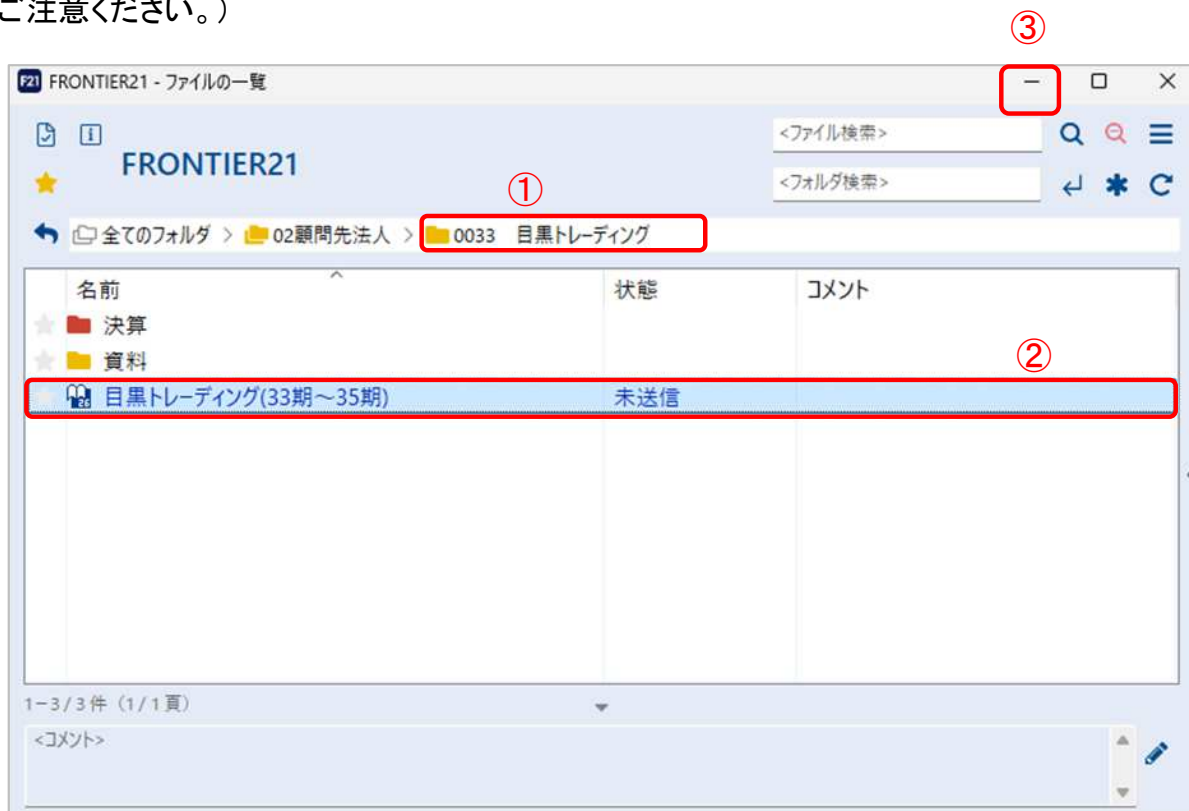 ご注意ください。）
③
F21 FRONTIER21 - ファイルの一覧
FRONTIER21
<ファイル検索>
<フォルダ検索>
①
全てのフォルダ > 02顧問先法人 > 0033　目黒トレーディング
名前 状態 コメント
決算
資料
②
目黒トレーディング(33期～35期) 未送信
1-3/3件（1/1頁）
<コメント>